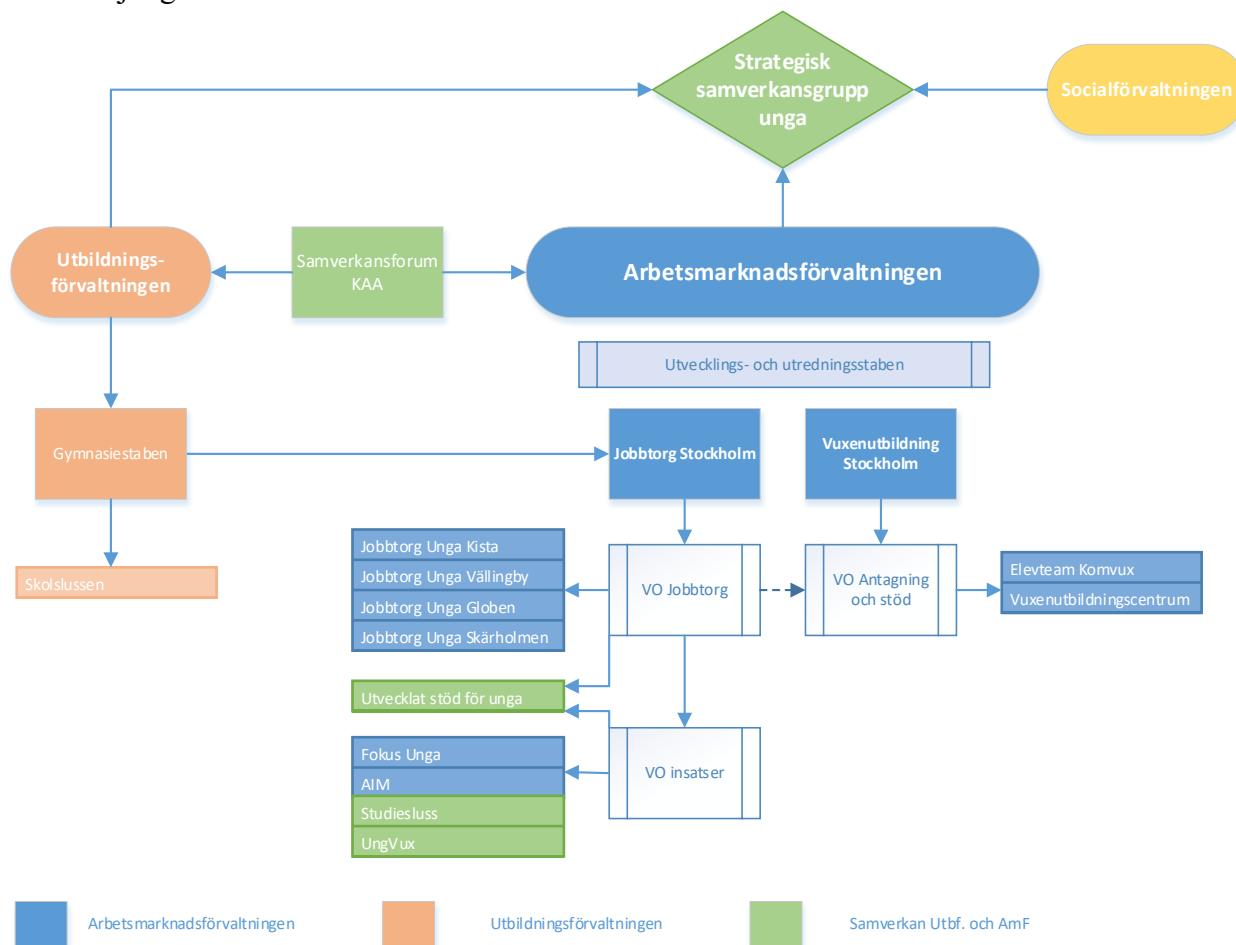 Strategisk
samverkansgrupp
unga
Socialförvaltningen
Utbildnings-
förvaltningen
Samverkansforum
KAA
Arbetsmarknadsförvaltningen
Utvecklings- och utredningsstaben
Gymnasiestaben
Jobbtorg Stockholm
Vuxenutbildning
Stockholm
Skolslussen
Jobbtorg Unga Kista
Jobbtorg Unga Vällingby
Jobbtorg Unga Globen
Jobbtorg Unga Skärholmen
VO Jobbtorg
VO Antagning
och stöd
Elevteam Komvux
Vuxenutbildningscentrum
Utvecklat stöd för unga
Fokus Unga
AIM
Studiesluss
UngVux
VO insatser
Arbetsmarknadsförvaltningen
Utbildningsförvaltningen
Samverkan Utbf. och AmF